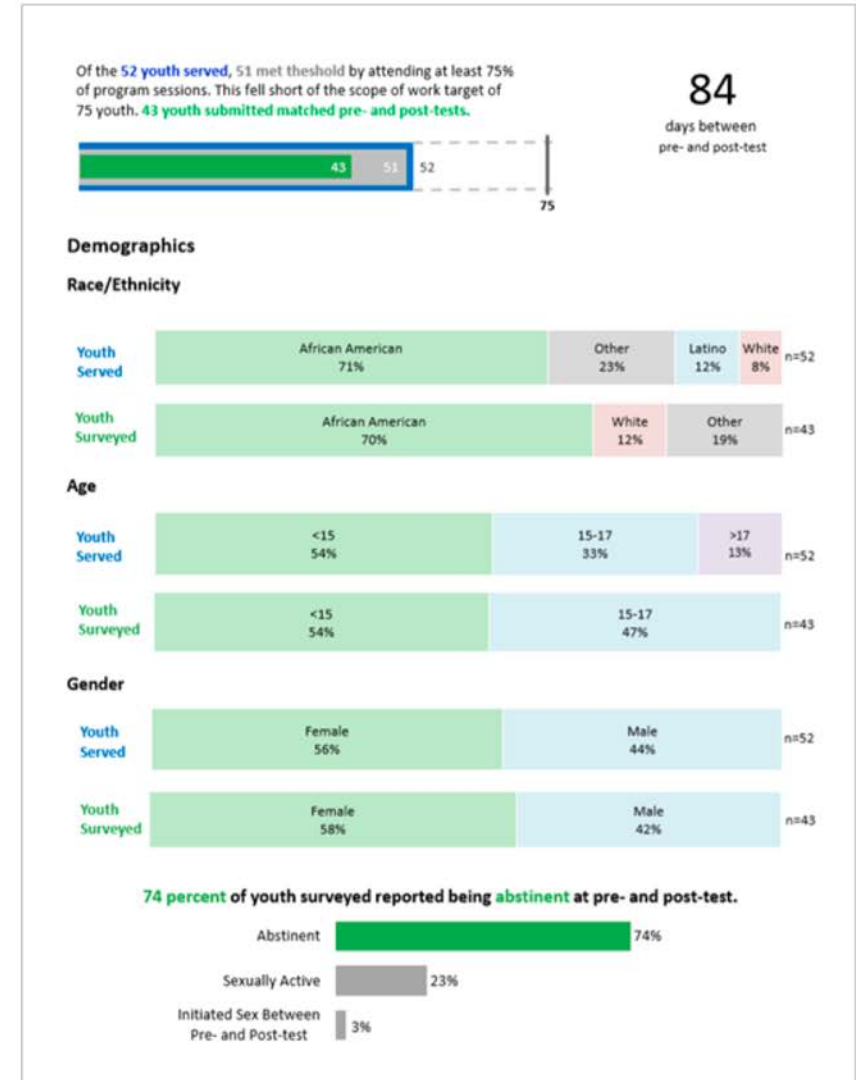 Of the 52 youth served, 51 met theshold by attending at least 75%
of program sessions. This fell short of the scope of work target of
75 youth. 43 youth submitted matched pre- and post-tests.
84
days between
pre- and post-test
43 51 52
75
Demographics
Race/Ethnicity
Youth
Served
African American
71%
Other
23%
Latino
12%
White
8%
n=52
Youth
Surveyed
African American
70%
White
12%
Other
19%
n=43
Age
Youth
Served
<15
54%
15-17
33%
>17
13%
n=52
Youth
Surveyed
<15
54%
15-17
47%
n=43
Gender
Youth
Served
Female
56%
Male
44%
n=52
Youth
Surveyed
Female
58%
Male
42%
n=43
74 percent of youth surveyed reported being abstinent at pre- and post-test.
Abstinent 74%
Sexually Active 23%
Initiated Sex Between
Pre- and Post-test 3%